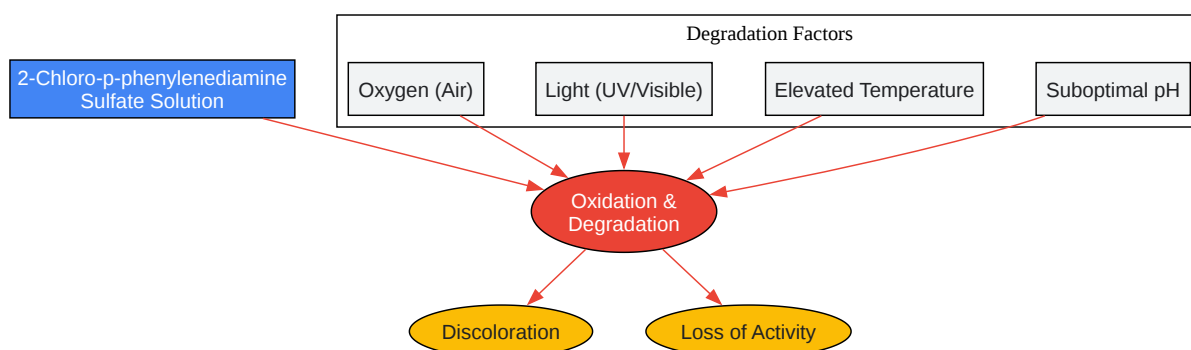 Degradation Factors
2-Chloro-p-phenylenediamine
Sulfate Solution
Oxygen (Air)
Light (UV/Visible)
Elevated Temperature
Suboptimal pH
Oxidation &
Degradation
Discoloration
Loss of Activity